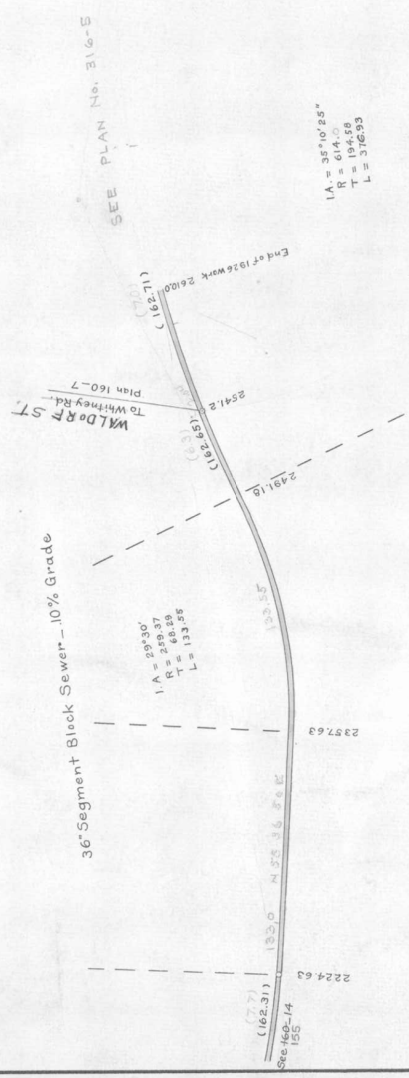 SEE PLAN No. 316-5
I.A. = 35°10'25"
R = 614.0
T = 194.58
L = 376.93
End of 1926 work 2610.0
(162.71)
WALDORF ST.
To Whitney Rd.
Plan 160-7
2541.2
(162.65)
2491.18
36" Segment Block Sewer-.10% Grade
I.A = 29°30'
R = 259.37
T = 68.29
L = 133.55
133.55
2357.63
133.0
2224.63
(7.7)
(162.31)
See 160-14
155